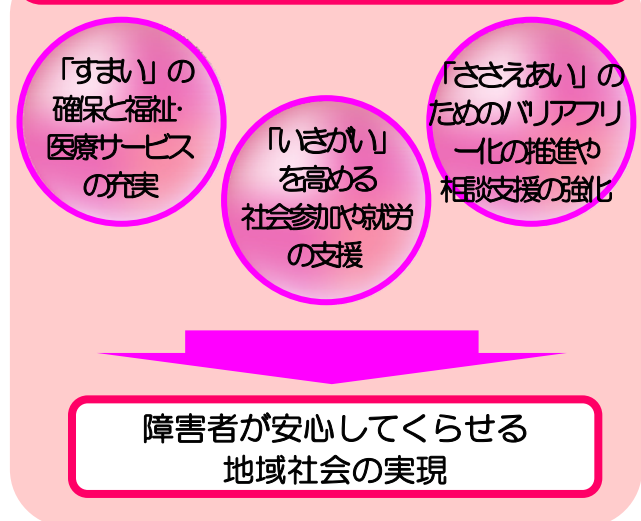 「すまい」の
確保と福祉・
医療サービス
の充実
「いきがい」
を高める
社会参加や就労
の支援
「ささえあい」の
ためのバリアフリ
ー化の推進や
相談支援の強化
障害者が安心してくらせる
地域社会の実現